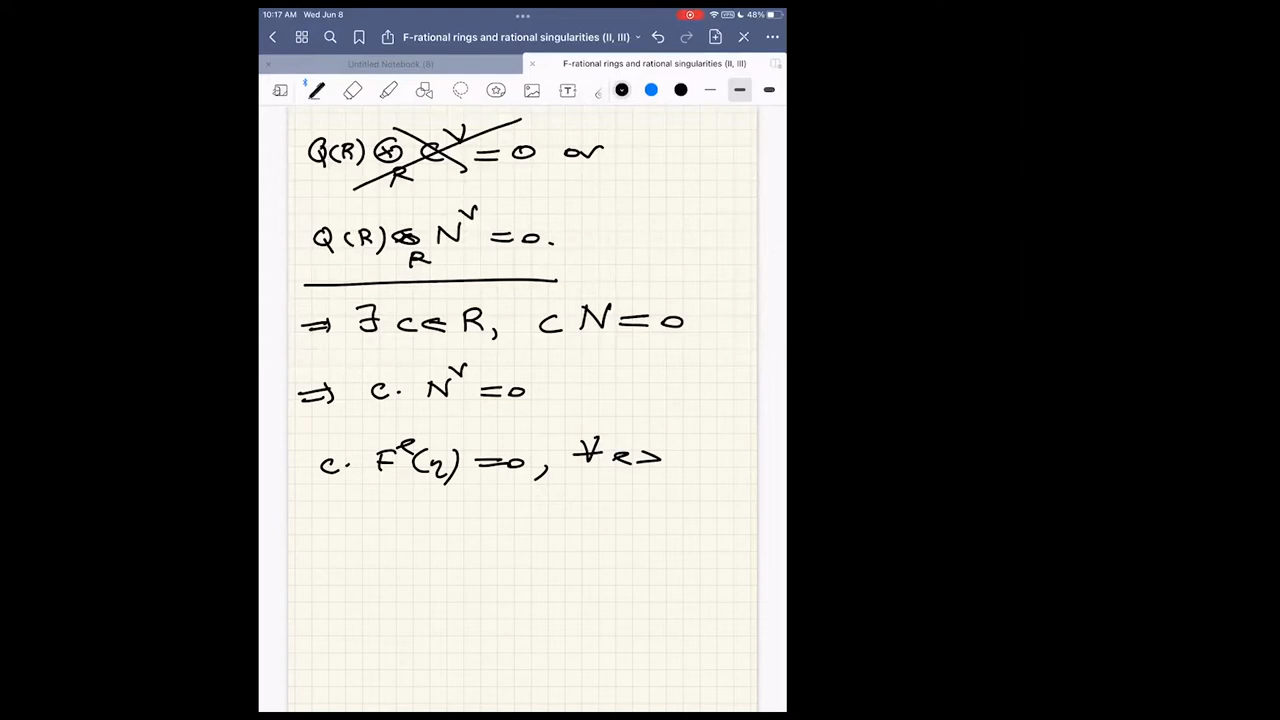 10:17 AM Wed Jun 8
VPN 48%
F-rational rings and rational singularities (II, III)
Untitled Notebook (8)
F-rational rings and rational singularities (II, III)
Q(R) ⊗_R C^∨ = 0 or
Q(R) ⊗_R N^∨ = 0.
⇒ ∃ c ∈ R, c N = 0
⇒ c. N^∨ = 0
c. F^e(η) = 0, ∀ e >